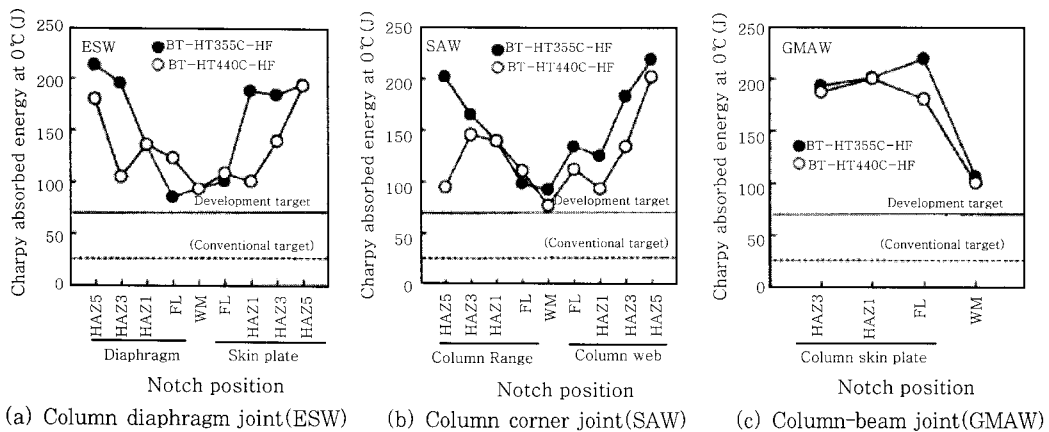 Charpy absorbed energy at 0℃ (J)
250
200
150
100
50
0
ESW
BT-HT355C-HF
BT-HT440C-HF
Development target
(Conventional target)
HAZ5
HAZ3
HAZ1
FL
WM
FL
HAZ1
HAZ3
HAZ5
Diaphragm
Skin plate
Notch position
(a) Column diaphragm joint(ESW)
Charpy absorbed energy at 0℃ (J)
250
200
150
100
50
0
SAW
BT-HT355C-HF
BT-HT440C-HF
Development target
(Conventional target)
HAZ5
HAZ3
HAZ1
FL
WM
FL
HAZ1
HAZ3
HAZ5
Column Range
Column web
Notch position
(b) Column corner joint(SAW)
Charpy absorbed energy at 0℃ (J)
250
200
150
100
50
0
GMAW
BT-HT355C-HF
BT-HT440C-HF
Development target
(Conventional target)
HAZ3
HAZ1
FL
WM
Column skin plate
Notch position
(c) Column-beam joint(GMAW)